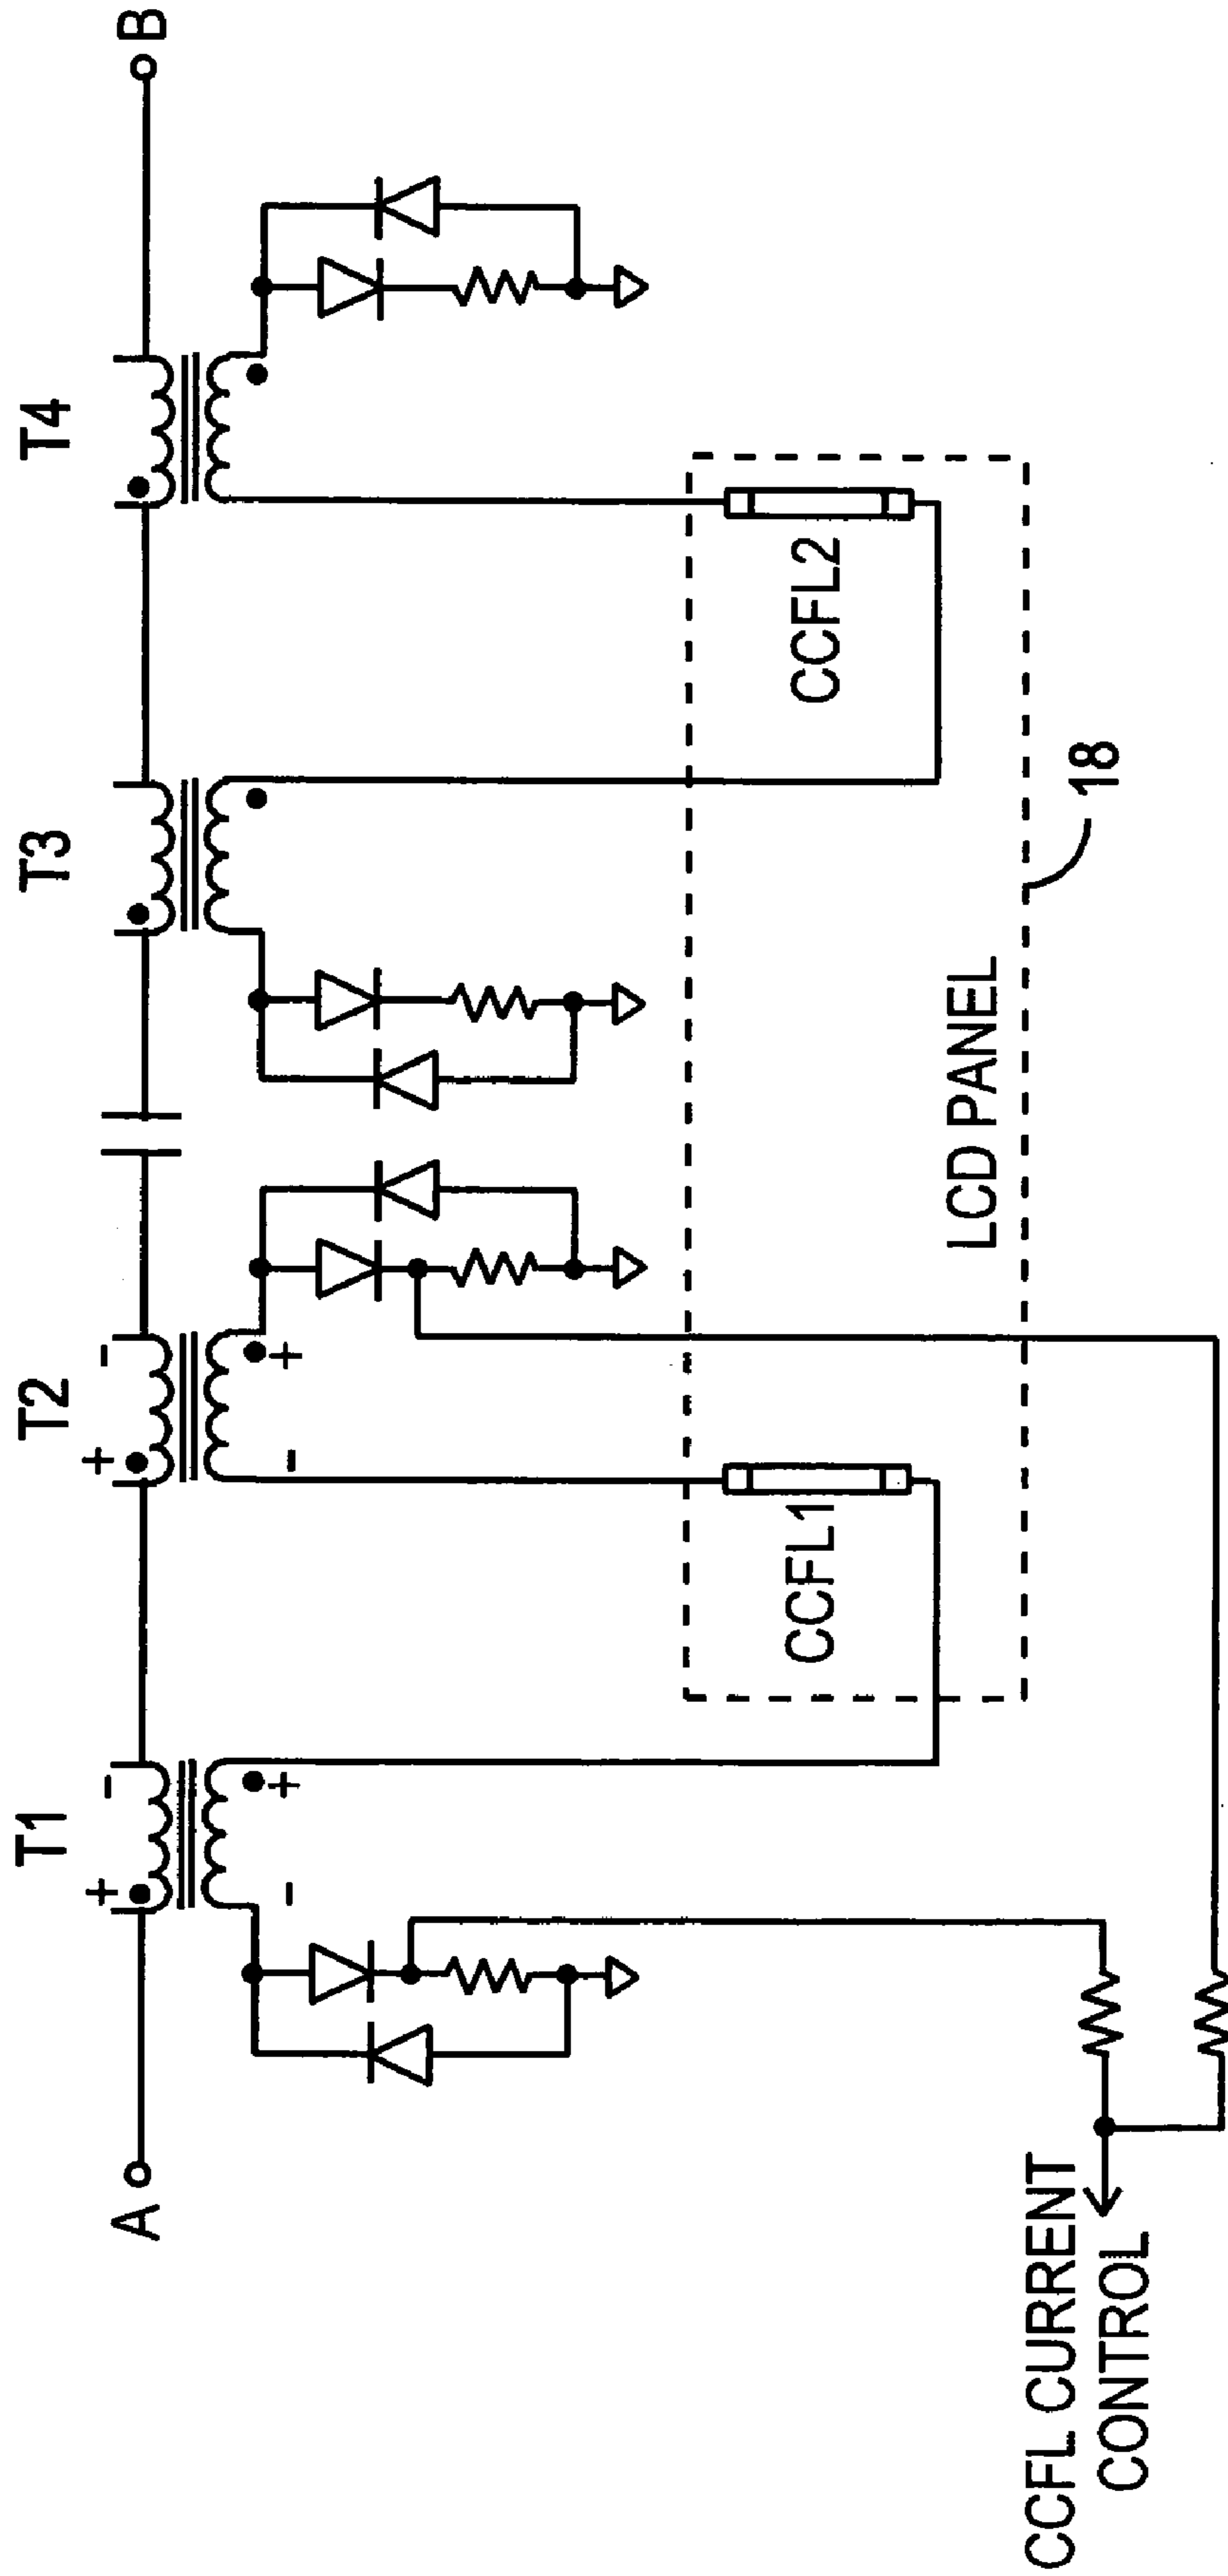 T1
T2
T3
T4
A
B
+
-
+
-
-
+
-
+
CCFL1
CCFL2
LCD PANEL
18
CCFL CURRENT
CONTROL